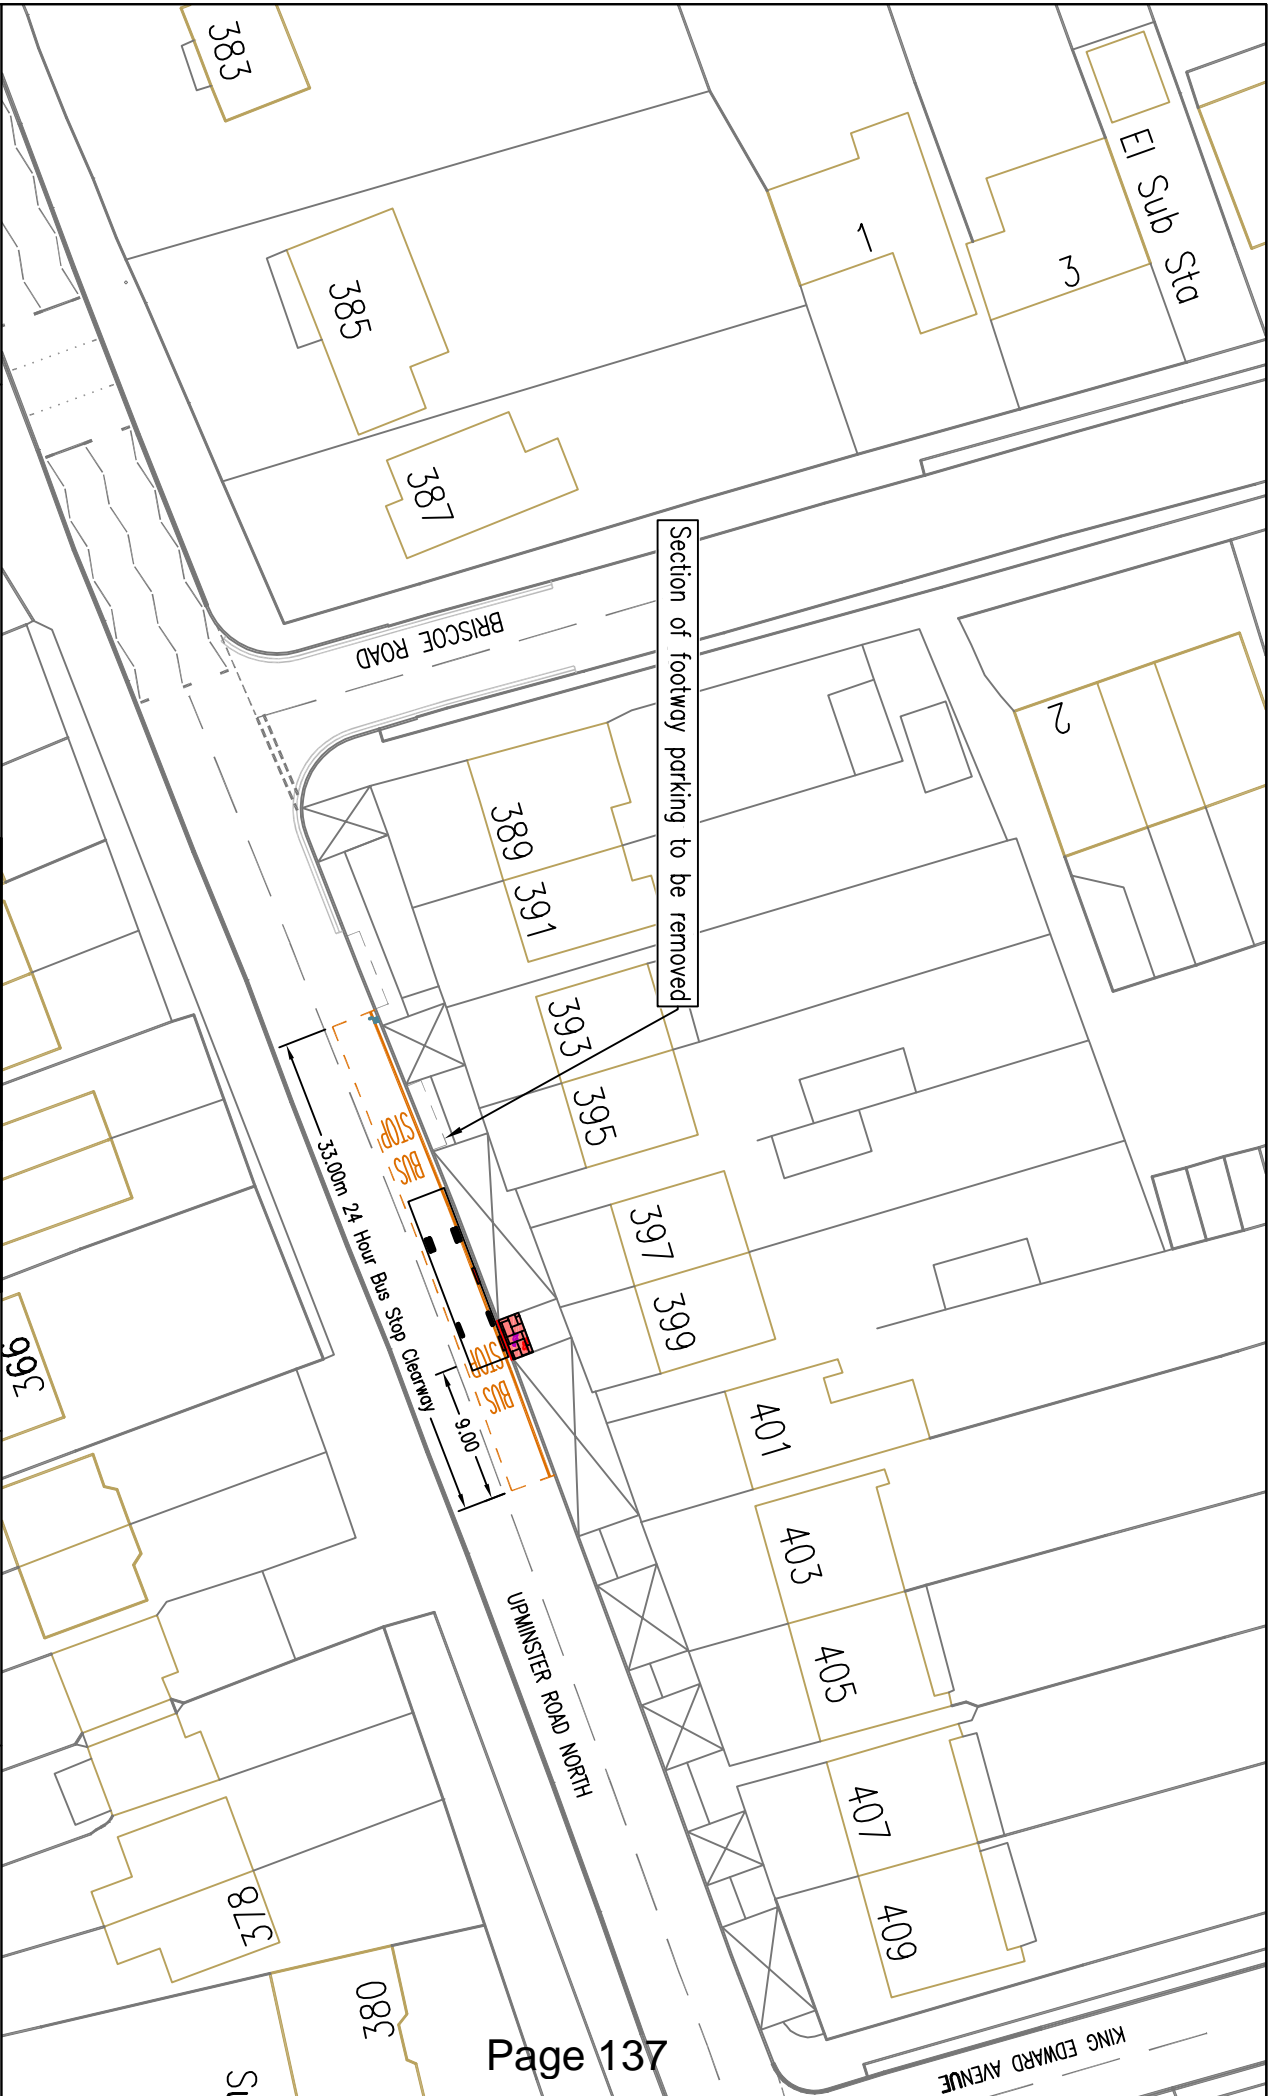 383
385
387
1
3
El Sub Sta
BRISCOE ROAD
Section of footway parking to be removed
2
389
391
393
395
397
399
401
403
405
407
409
BUS
STOP
BUS
STOP
33.00m 24 Hour Bus Stop Clearway
9.00
UPMINSTER ROAD NORTH
366
378
380
Su
KING EDWARD AVENUE
Page 137